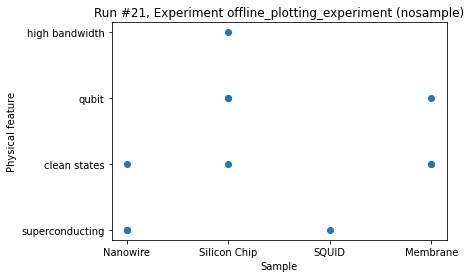 Run #21, Experiment offline_plotting_experiment (nosample)
high bandwidth
qubit
clean states
superconducting
Physical feature
Nanowire Silicon Chip SQUID Membrane
Sample